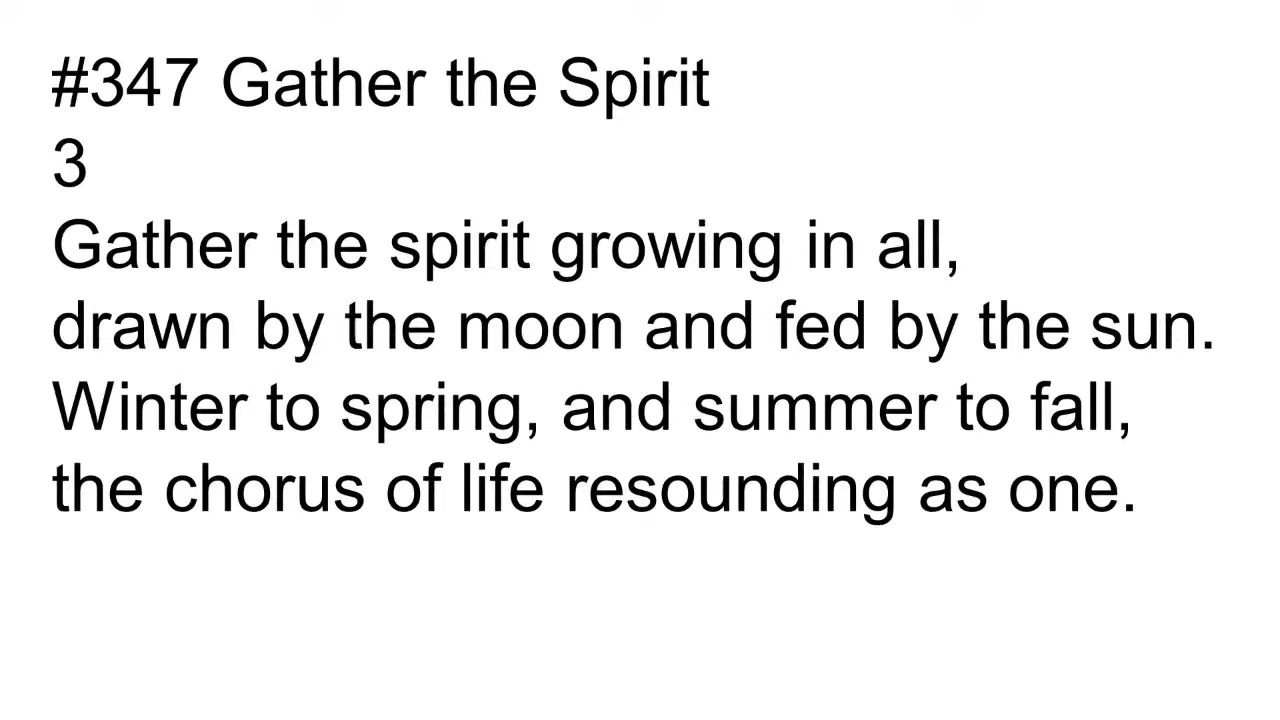 #347 Gather the Spirit
3
Gather the spirit growing in all,
drawn by the moon and fed by the sun.
Winter to spring, and summer to fall,
the chorus of life resounding as one.